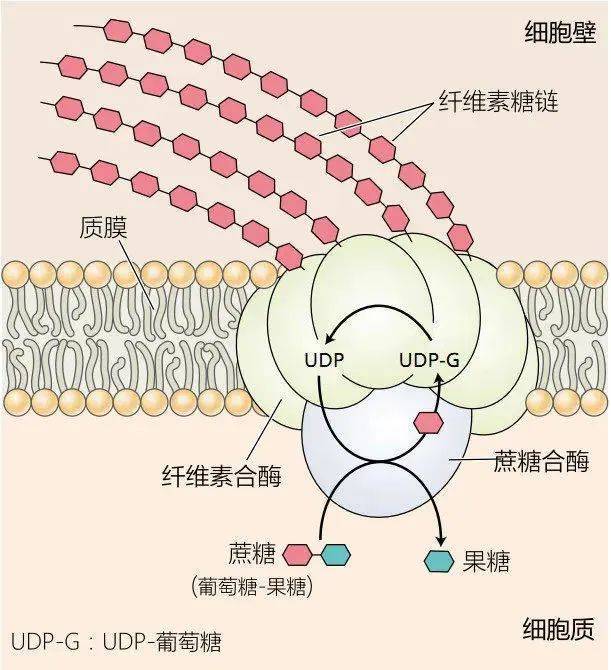 细胞壁
纤维素糖链
质膜
UDP
UDP-G
纤维素合酶
蔗糖合酶
蔗糖
(葡萄糖-果糖)
果糖
细胞质
UDP-G：UDP-葡萄糖